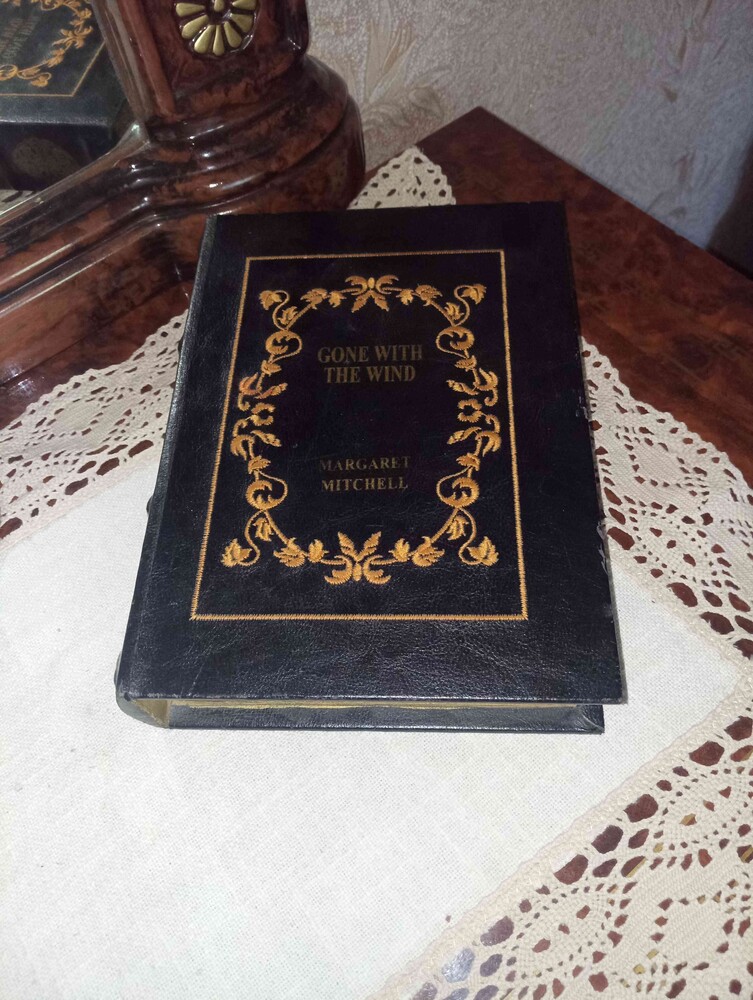 GONE WITH
THE WIND
MARGARET
MITCHELL